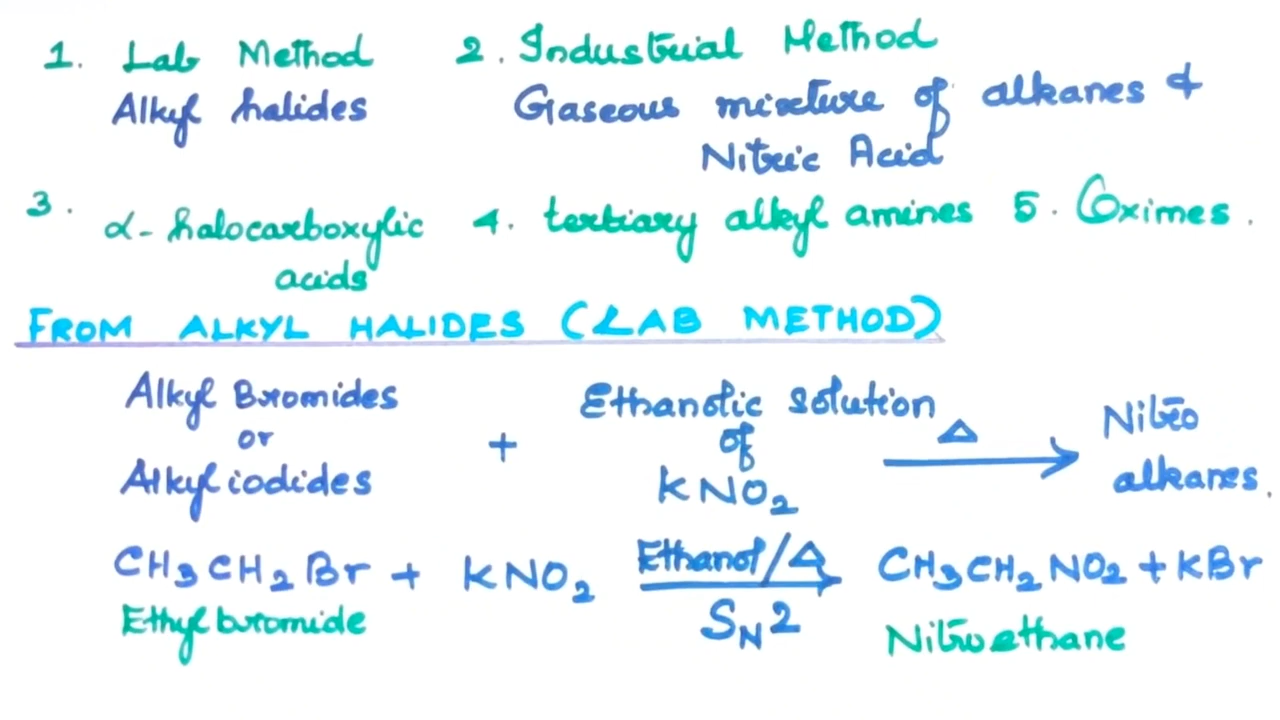 1. Lab Method 2. Industrial Method
Alkyl halides Gaseous mixture of alkanes &
Nitric Acid
3. α-halocarboxylic acids 4. tertiary alkyl amines 5. Oximes.
FROM ALKYL HALIDES (LAB METHOD)
Alkyl Bromides
or
Alkyl iodides
+
Ethanolic solution
of
KNO₂
Δ
Nitro
alkanes.
CH₃CH₂Br + KNO₂ Ethanol/Δ CH₃CH₂NO₂ + KBr
SN2
Ethyl bromide Nitroethane